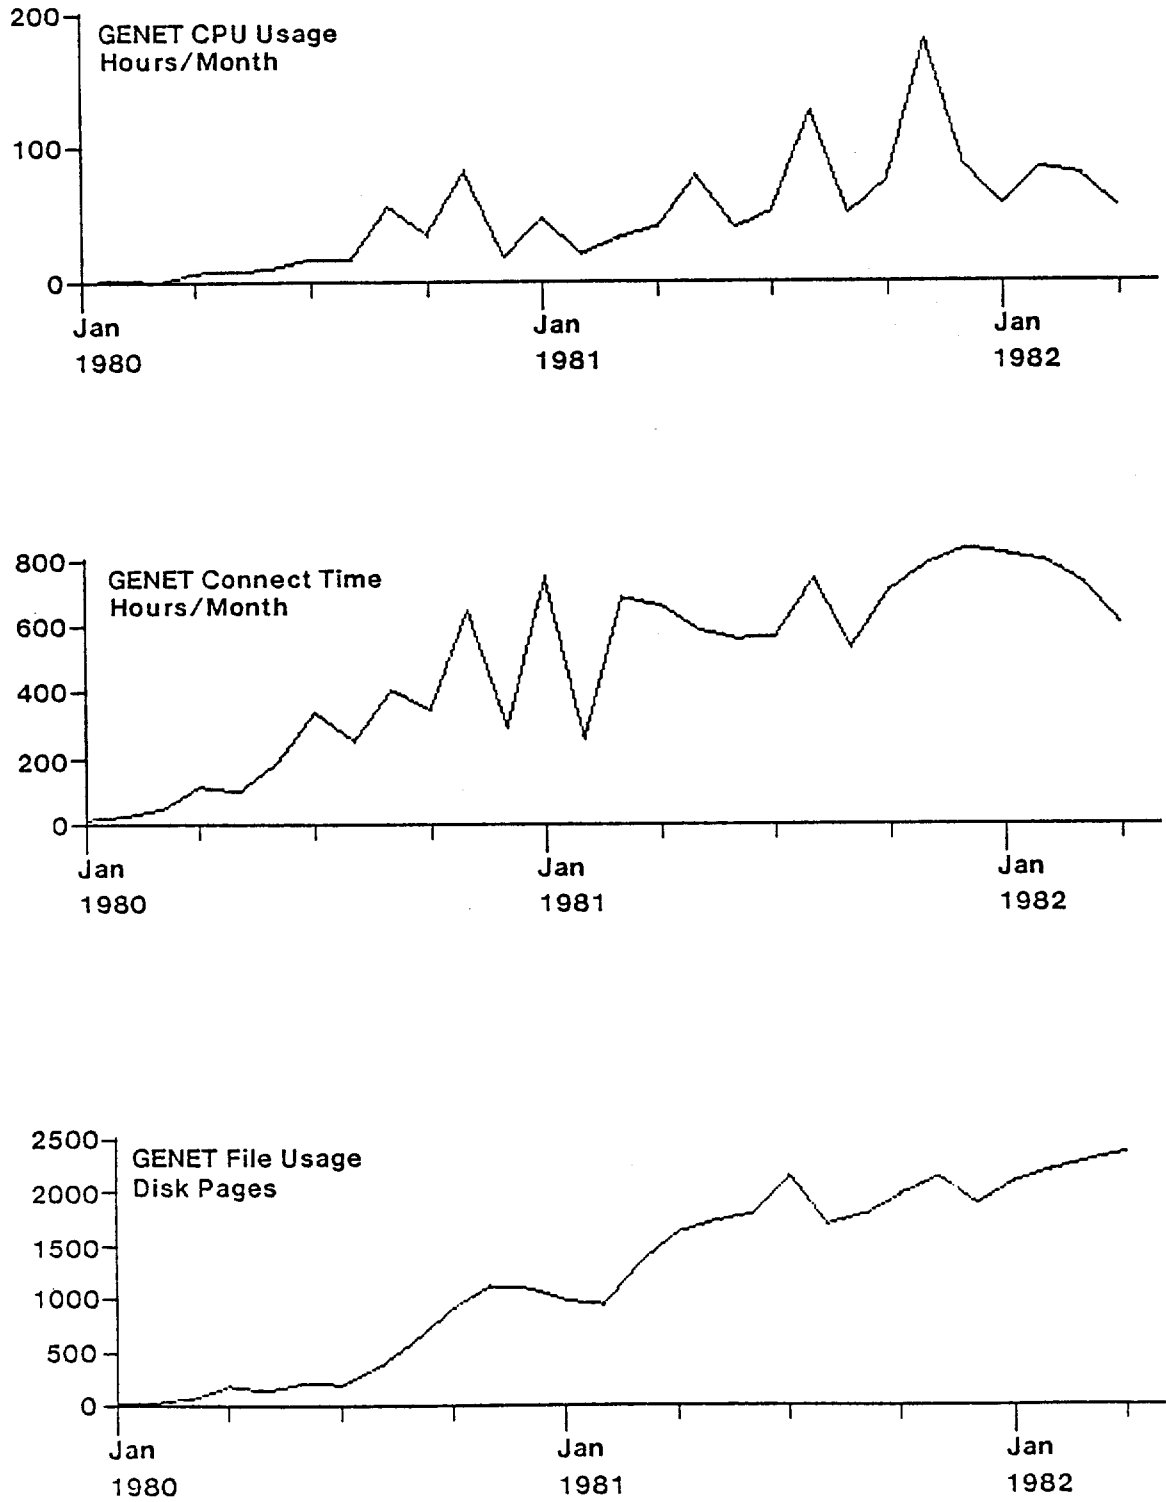 200
GENET CPU Usage
Hours/Month
100
0
Jan
1980
Jan
1981
Jan
1982
800
GENET Connect Time
Hours/Month
600
400
200
0
Jan
1980
Jan
1981
Jan
1982
2500
GENET File Usage
Disk Pages
2000
1500
1000
500
0
Jan
1980
Jan
1981
Jan
1982